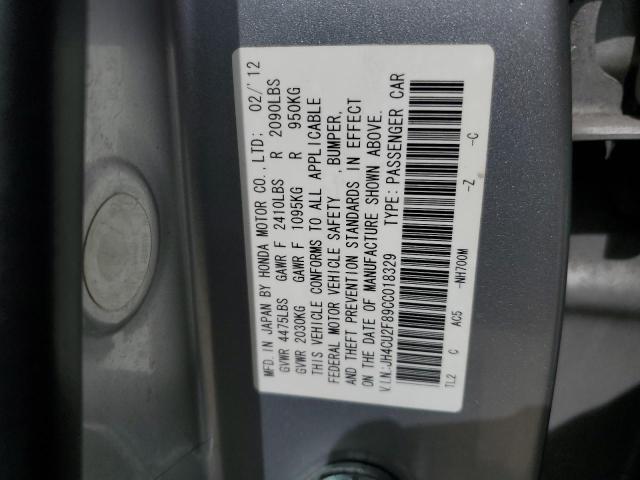 MFD.IN JAPAN BY HONDA MOTOR CO.,LTD: 02/'12
GVWR 4475LBS GAWR F 2410LBS R 2090LBS
GVWR 2030KG GAWR F 1095KG R 950KG
THIS VEHICLE CONFORMS TO ALL APPLICABLE
FEDERAL MOTOR VEHICLE SAFETY ,BUMPER,
AND THEFT PREVENTION STANDARDS IN EFFECT
ON THE DATE OF MANUFACTURE SHOWN ABOVE.
V.I.N:JH4CU2F89CC018329 TYPE:PASSENGER CAR
TL2 C AC5 -NH700M -Z -C